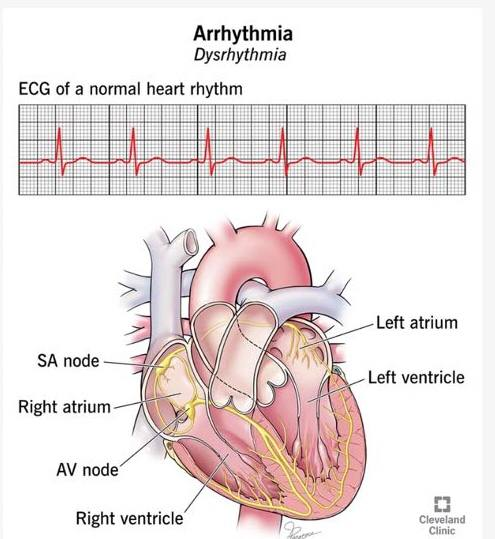 Arrhythmia
Dysrhythmia
ECG of a normal heart rhythm
Left atrium
SA node
Left ventricle
Right atrium
AV node
Right ventricle
Cleveland
Clinic